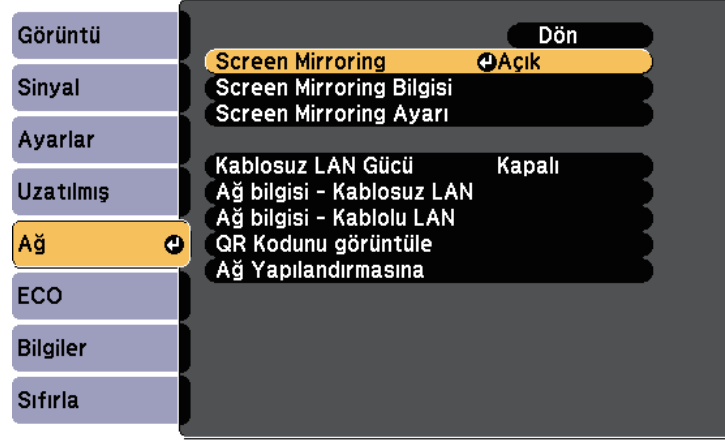 Görüntü
Sinyal
Ayarlar
Uzatılmış
Ağ
ECO
Bilgiler
Sıfırla
Dön
Screen Mirroring Açık
Screen Mirroring Bilgisi
Screen Mirroring Ayarı
Kablosuz LAN Gücü Kapalı
Ağ bilgisi - Kablosuz LAN
Ağ bilgisi - Kablolu LAN
QR Kodunu görüntüle
Ağ Yapılandırmasına